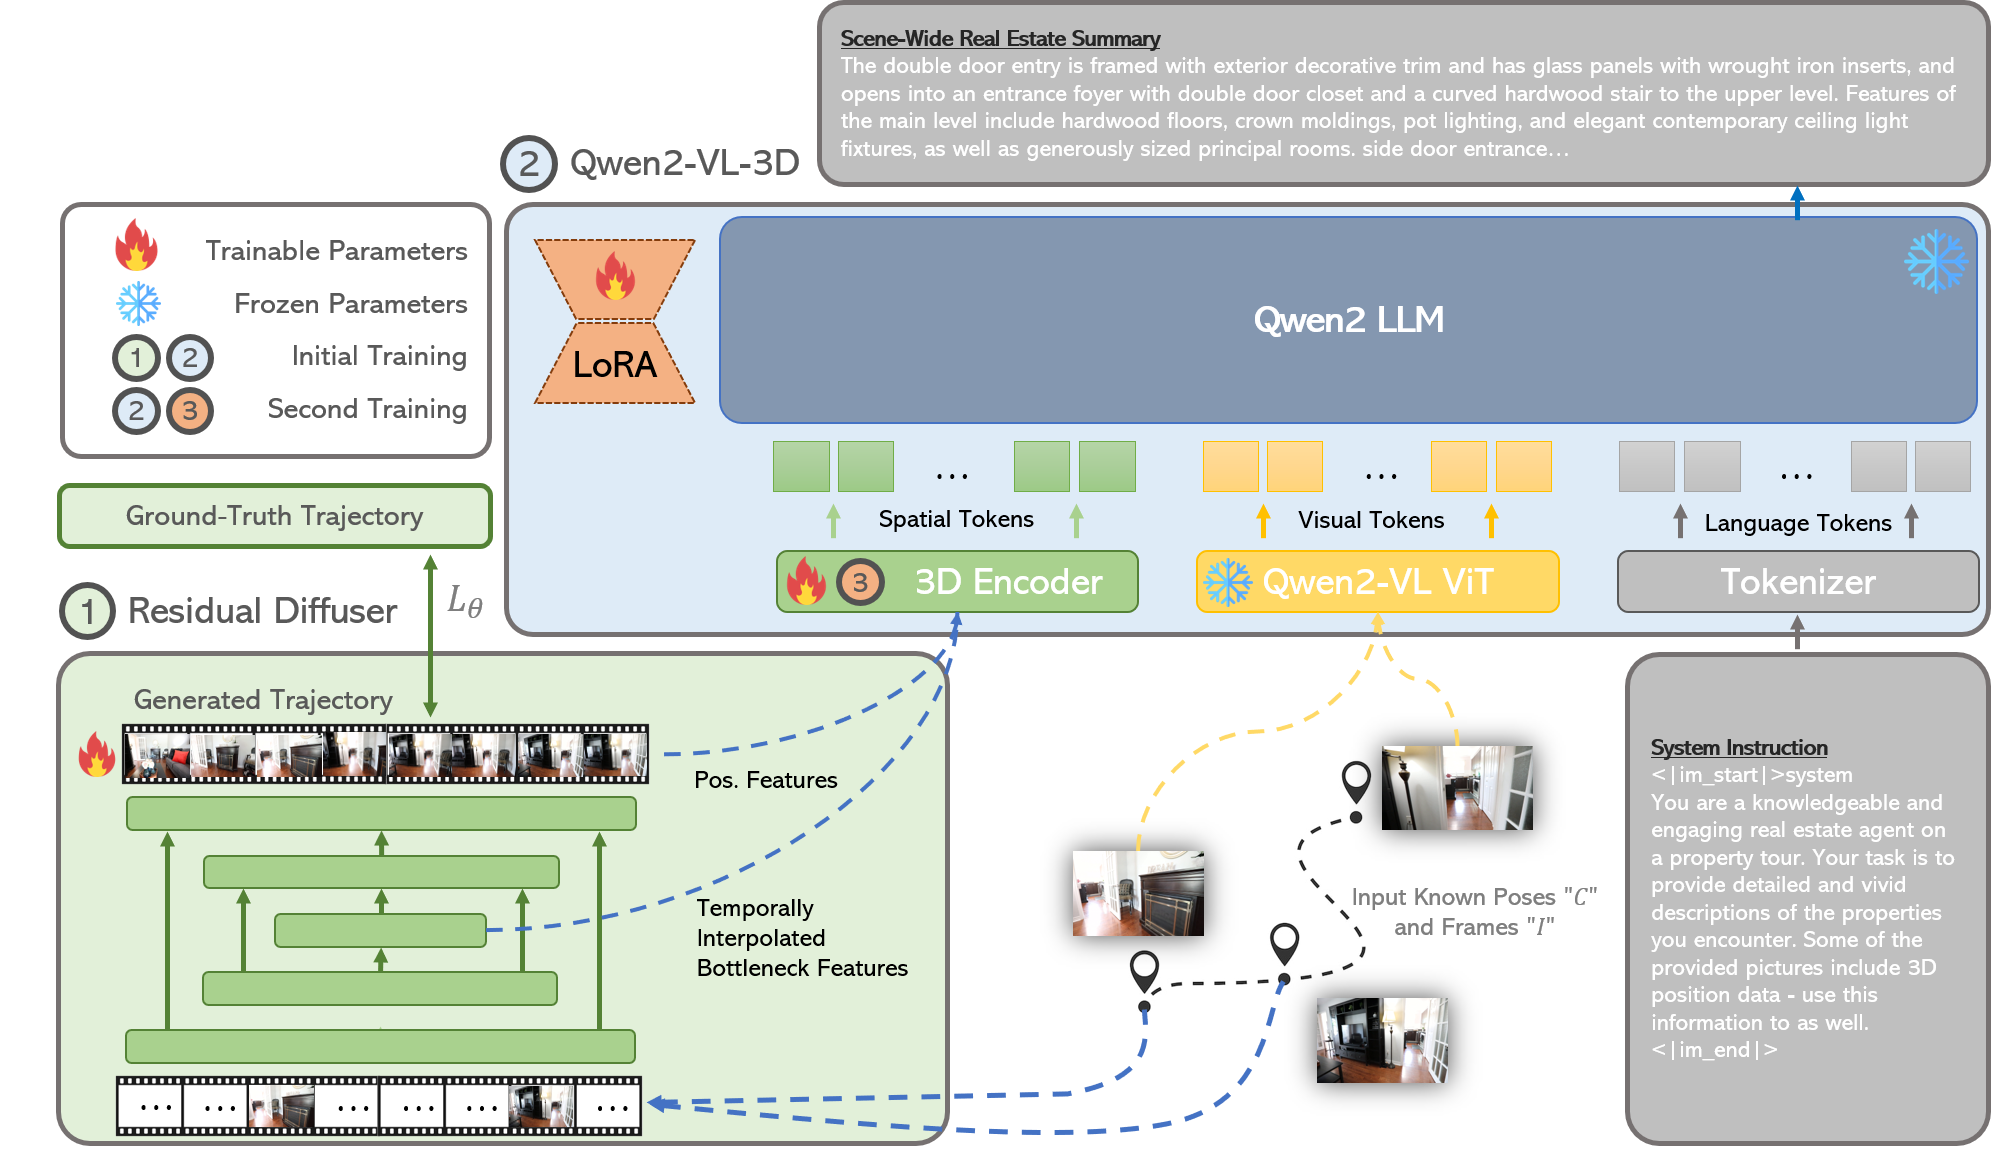 Scene-Wide Real Estate Summary
The double door entry is framed with exterior decorative trim and has glass panels with wrought iron inserts, and
opens into an entrance foyer with double door closet and a curved hardwood stair to the upper level. Features of
the main level include hardwood floors, crown moldings, pot lighting, and elegant contemporary ceiling light
fixtures, as well as generously sized principal rooms. side door entrance...
2 Qwen2-VL-3D
Trainable Parameters
Frozen Parameters
1 2 Initial Training
2 3 Second Training
LoRA
Qwen2 LLM
...
...
...
Spatial Tokens
Visual Tokens
Language Tokens
3 3D Encoder
Qwen2-VL ViT
Tokenizer
Ground-Truth Trajectory
1 Residual Diffuser
Lθ
Generated Trajectory
Pos. Features
Temporally
Interpolated
Bottleneck Features
... ... ... ... ... ...
Input Known Poses "C"
and Frames "I"
System Instruction
<|im_start|>system
You are a knowledgeable and
engaging real estate agent on
a property tour. Your task is to
provide detailed and vivid
descriptions of the properties
you encounter. Some of the
provided pictures include 3D
position data - use this
information to as well.
<|im_end|>